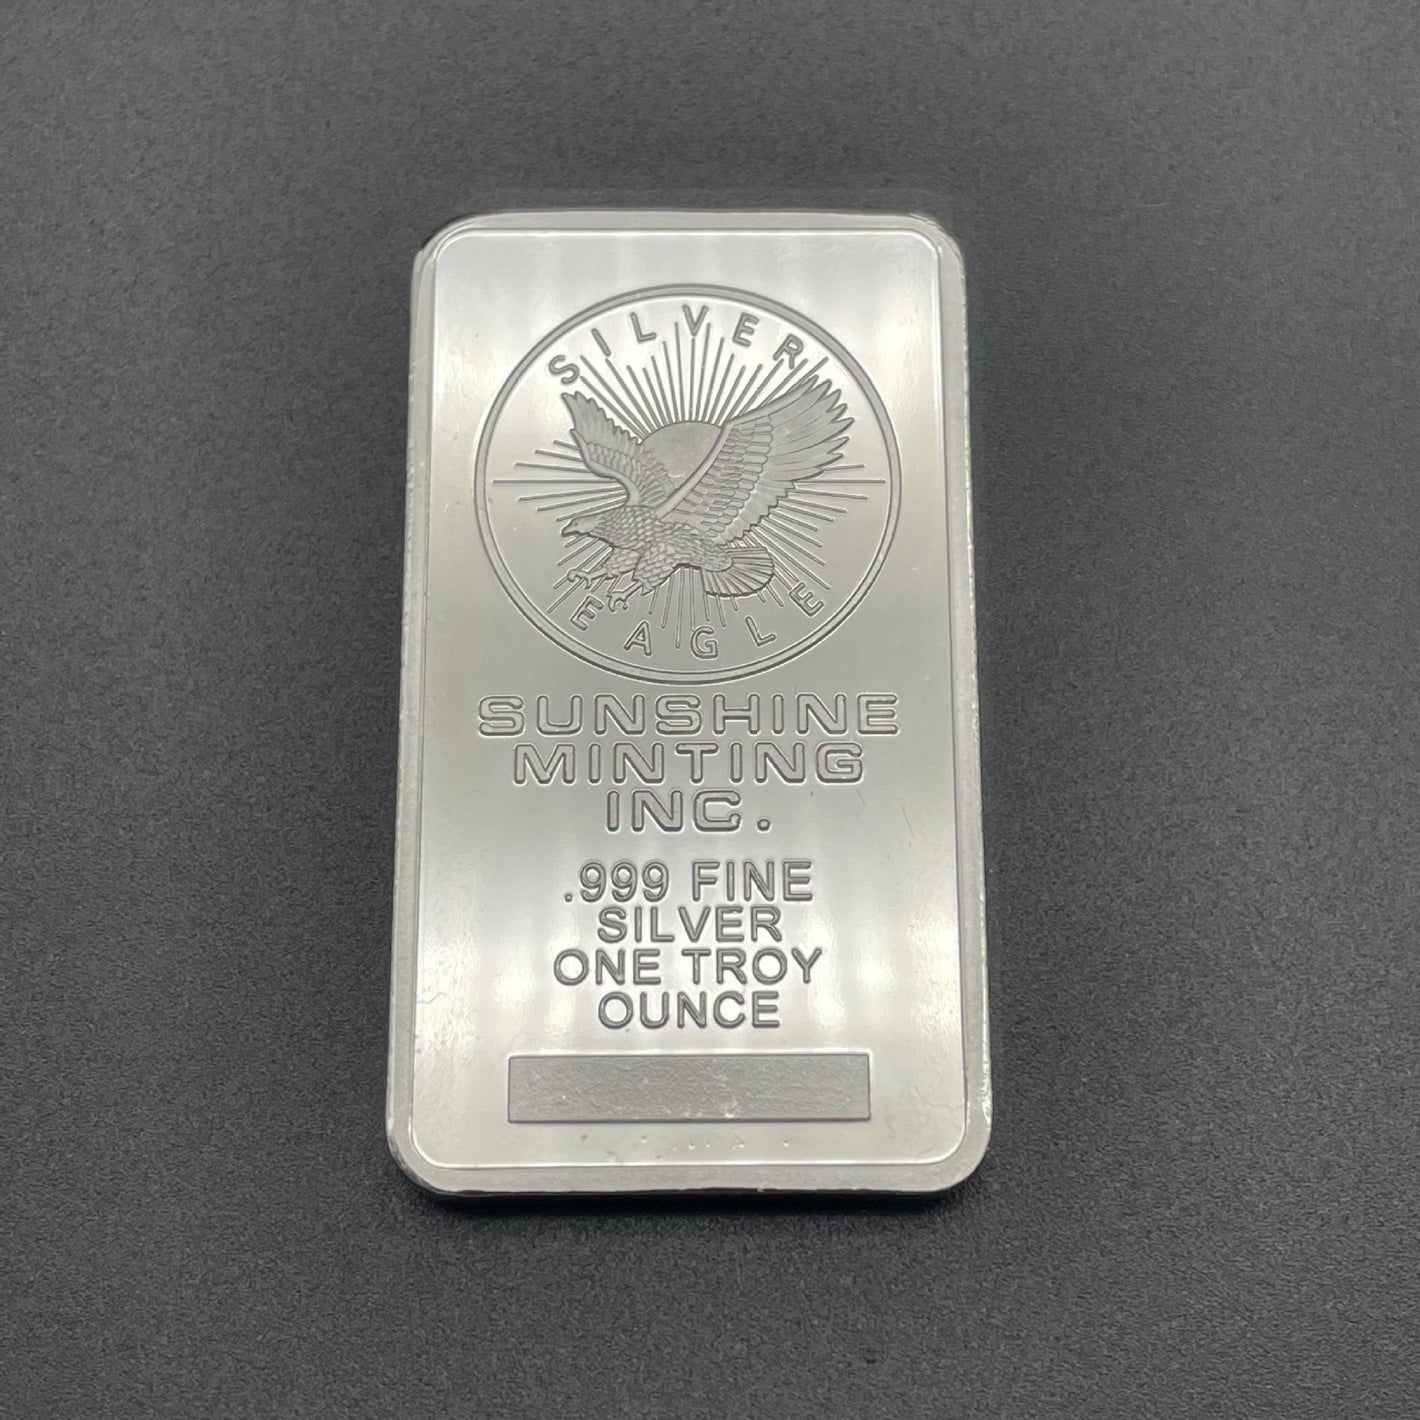 SILVER
EAGLE
SUNSHINE
MINTING
INC.
.999 FINE
SILVER
ONE TROY
OUNCE